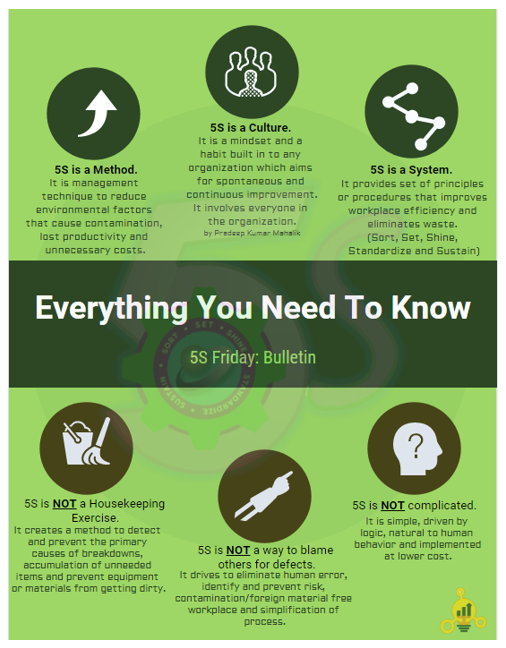 5S is a Method.
It is management
technique to reduce
environmental factors
that cause contamination,
lost productivity and
unnecessary costs.
5S is a Culture.
It is a mindset and a
habit built in to any
organization which aims
for spontaneous and
continuous improvement.
It involves everyone in
the organization.
by Pradeep Kumar Mahalik
5S is a System.
It provides set of principles
or procedures that improves
workplace efficiency and
eliminates waste.
(Sort, Set, Shine,
Standardize and Sustain)
5S
Everything You Need To Know
5S Friday: Bulletin
SORT • SET • SHINE
STANDARDIZE
SUSTAIN
5S is NOT a Housekeeping
Exercise.
It creates a method to detect
and prevent the primary
causes of breakdowns,
accumulation of unneeded
items and prevent equipment
or materials from getting dirty.
5S is NOT a way to blame
others for defects.
It drives to eliminate human error,
identify and prevent risk,
contamination/foreign material free
workplace and simplification of
process.
?
5S is NOT complicated.
It is simple, driven by
logic, natural to human
behavior and implemented
at lower cost.